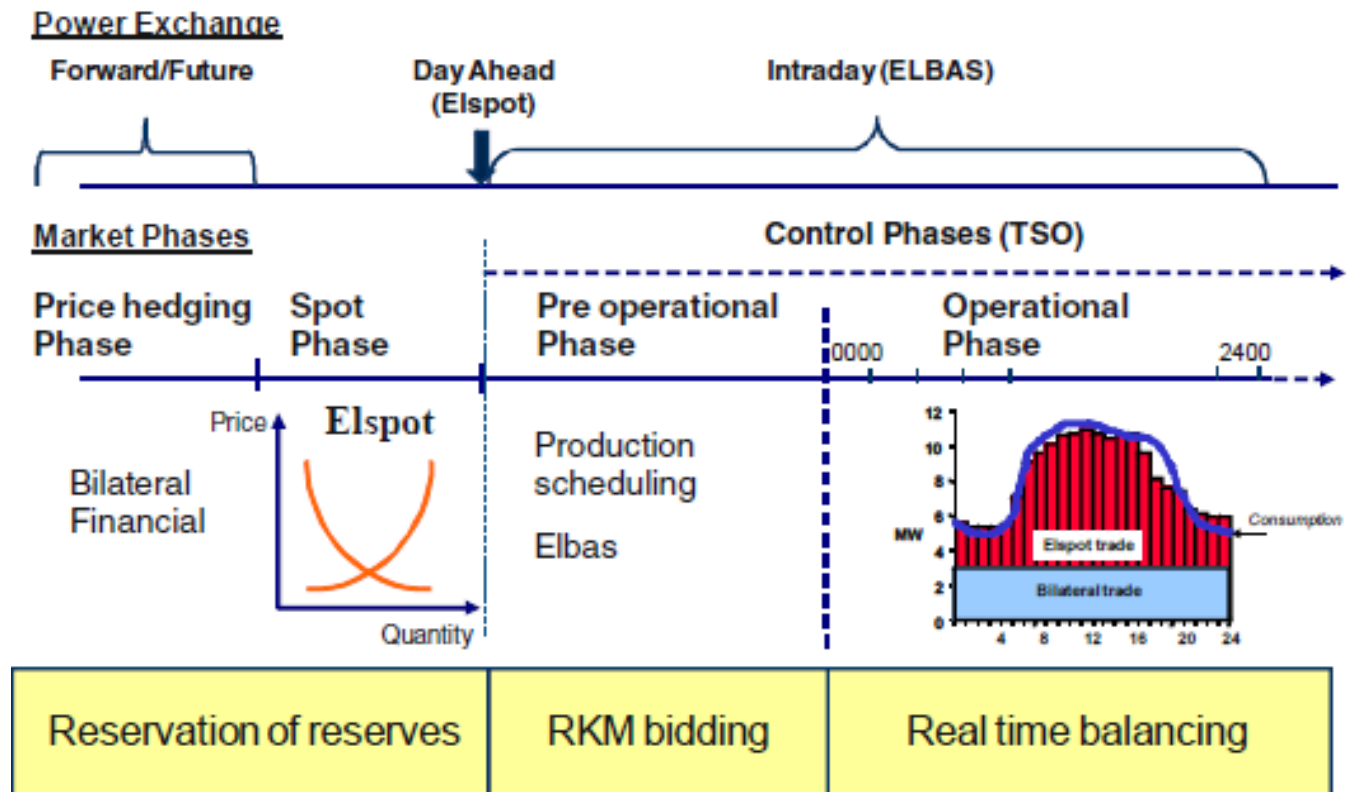 Power Exchange
Forward/Future
Day Ahead
(Elspot)
Intraday (ELBAS)
Market Phases
Control Phases (TSO)
Price hedging
Phase
Spot
Phase
Pre operational
Phase
Operational
Phase
0000
2400
Price
Elspot
Quantity
Bilateral
Financial
Production
scheduling
Elbas
12
10
8
6
4
2
0
MW
Elspot trade
Bilateral trade
Consumption
4 8 12 16 20 24
Reservation of reserves
RKM bidding
Real time balancing